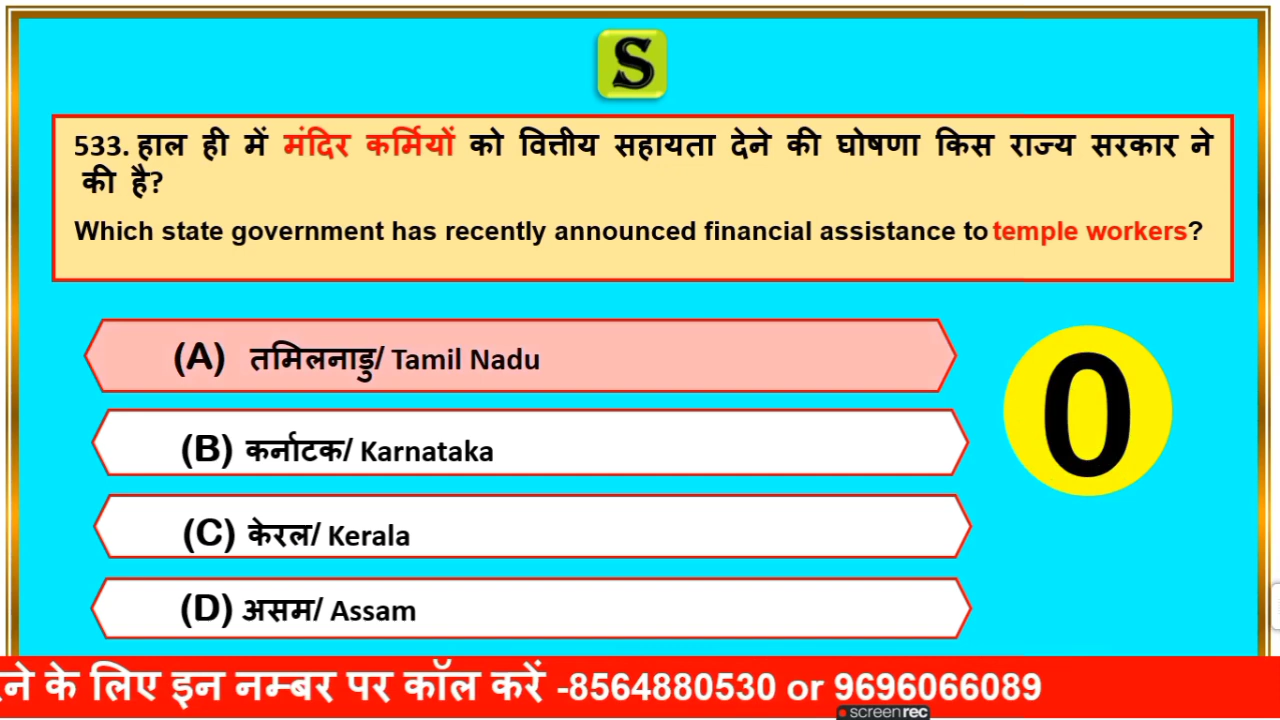 S
533. हाल ही में मंदिर कर्मियों को वित्तीय सहायता देने की घोषणा किस राज्य सरकार ने
की है?
Which state government has recently announced financial assistance to temple workers?
(A) तमिलनाडु/ Tamil Nadu
0
(B) कर्नाटक/ Karnataka
(C) केरल/ Kerala
(D) असम/ Assam
के लिए इन नम्बर पर कॉल करें -8564880530 or 9696066089
screenrec